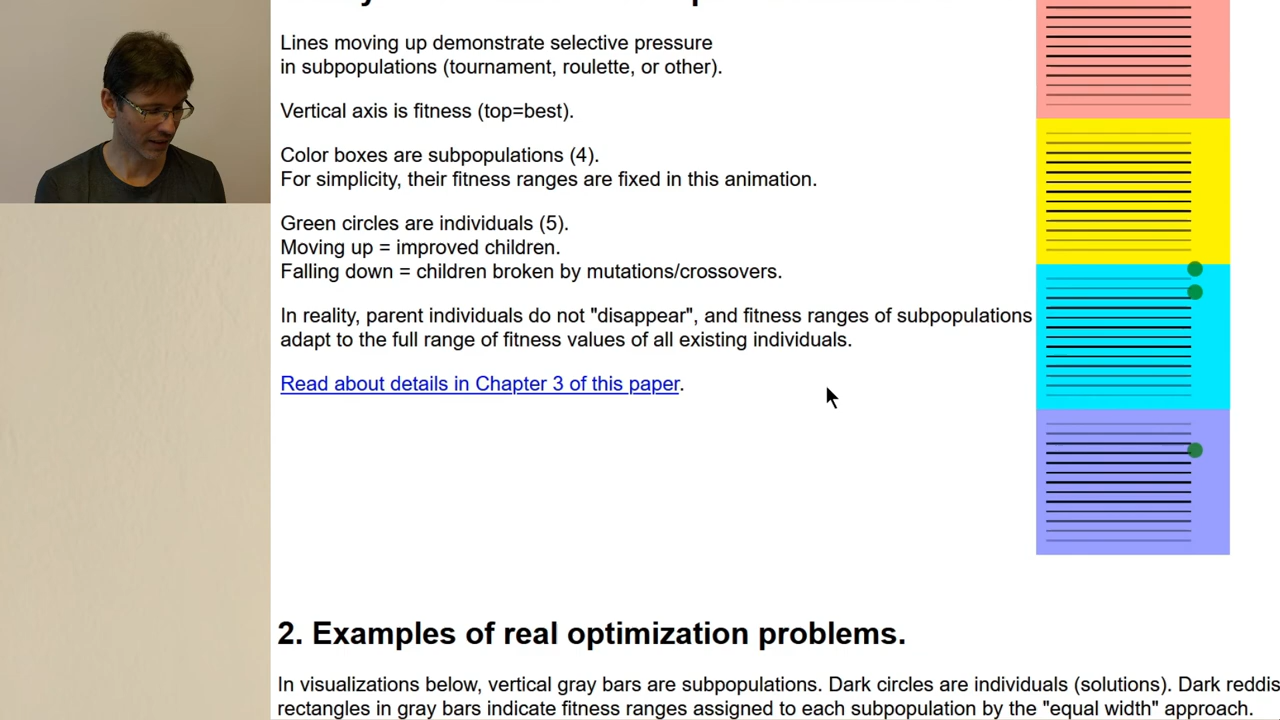 Lines moving up demonstrate selective pressure
in subpopulations (tournament, roulette, or other).
Vertical axis is fitness (top=best).
Color boxes are subpopulations (4).
For simplicity, their fitness ranges are fixed in this animation.
Green circles are individuals (5).
Moving up = improved children.
Falling down = children broken by mutations/crossovers.
In reality, parent individuals do not "disappear", and fitness ranges of subpopulations
adapt to the full range of fitness values of all existing individuals.
Read about details in Chapter 3 of this paper.
2. Examples of real optimization problems.
In visualizations below, vertical gray bars are subpopulations. Dark circles are individuals (solutions). Dark reddis
rectangles in gray bars indicate fitness ranges assigned to each subpopulation by the "equal width" approach.